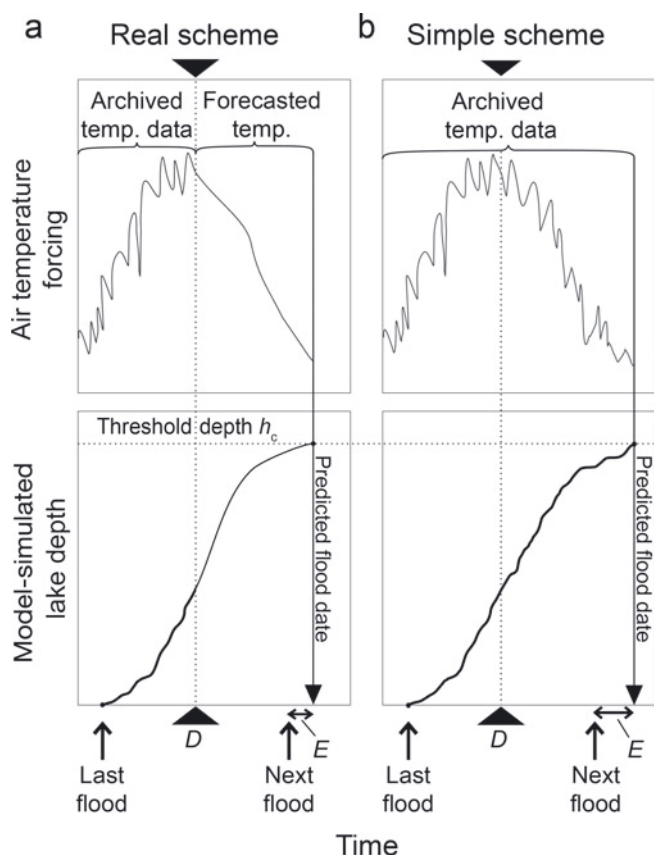 a
Real scheme
b
Simple scheme
Archived
temp. data
Forecasted
temp.
Archived
temp. data
Air temperature
forcing
Threshold depth hc
Predicted flood date
Predicted flood date
Model-simulated
lake depth
D
E
D
E
Last
flood
Next
flood
Last
flood
Next
flood
Time